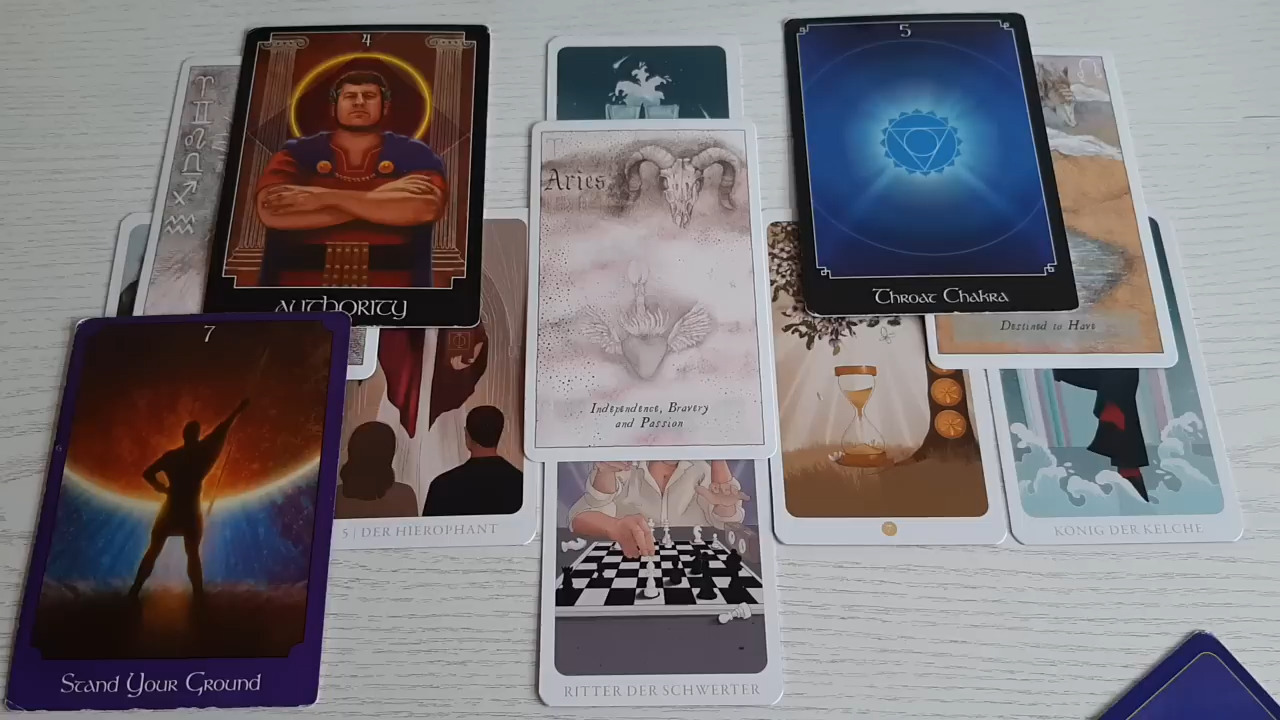 4
AUTHORITY
5
Throat Chakra
Aries
Independence, Bravery
and Passion
Destined to Have
7
Stand Your Ground
5 | DER HIEROPHANT
7
KÖNIG DER KELCHE
RITTER DER SCHWERTER